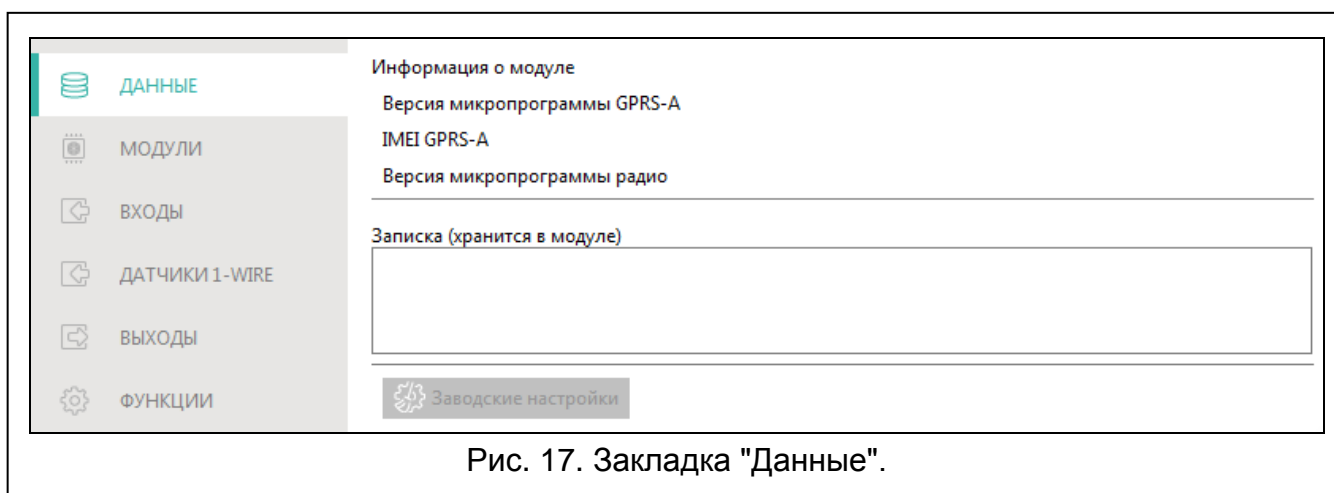 ДАННЫЕ
МОДУЛИ
ВХОДЫ
ДАТЧИКИ 1-WIRE
ВЫХОДЫ
ФУНКЦИИ
Информация о модуле
Версия микропрограммы GPRS-A
IMEI GPRS-A
Версия микропрограммы радио
Записка (хранится в модуле)
Заводские настройки
Рис. 17. Закладка "Данные".